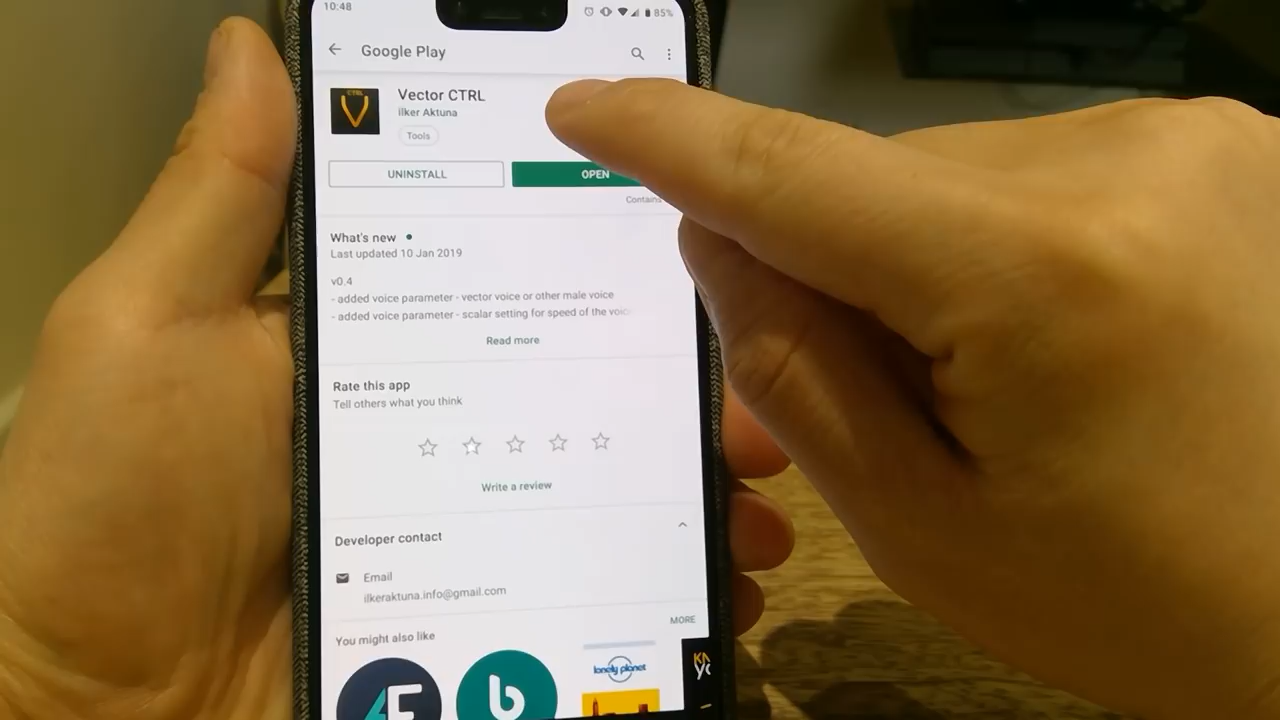 10:48
85%
Google Play
CTRL
Vector CTRL
ilker Aktuna
Tools
UNINSTALL
OPEN
Contains
What's new
Last updated 10 Jan 2019
v0.4
- added voice parameter - vector voice or other male voice
- added voice parameter - scalar setting for speed of the voic
Read more
Rate this app
Tell others what you think
Write a review
Developer contact
Email
ilkeraktuna.info@gmail.com
You might also like
MORE
lonely planet